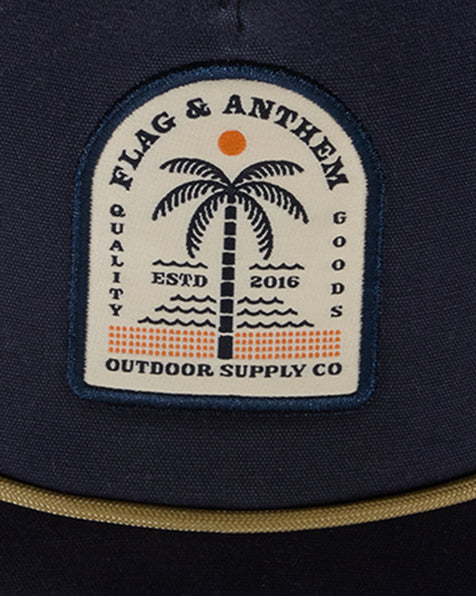 FLAG & ANTHEM
QUALITY
GOODS
ESTD 2016
OUTDOOR SUPPLY CO